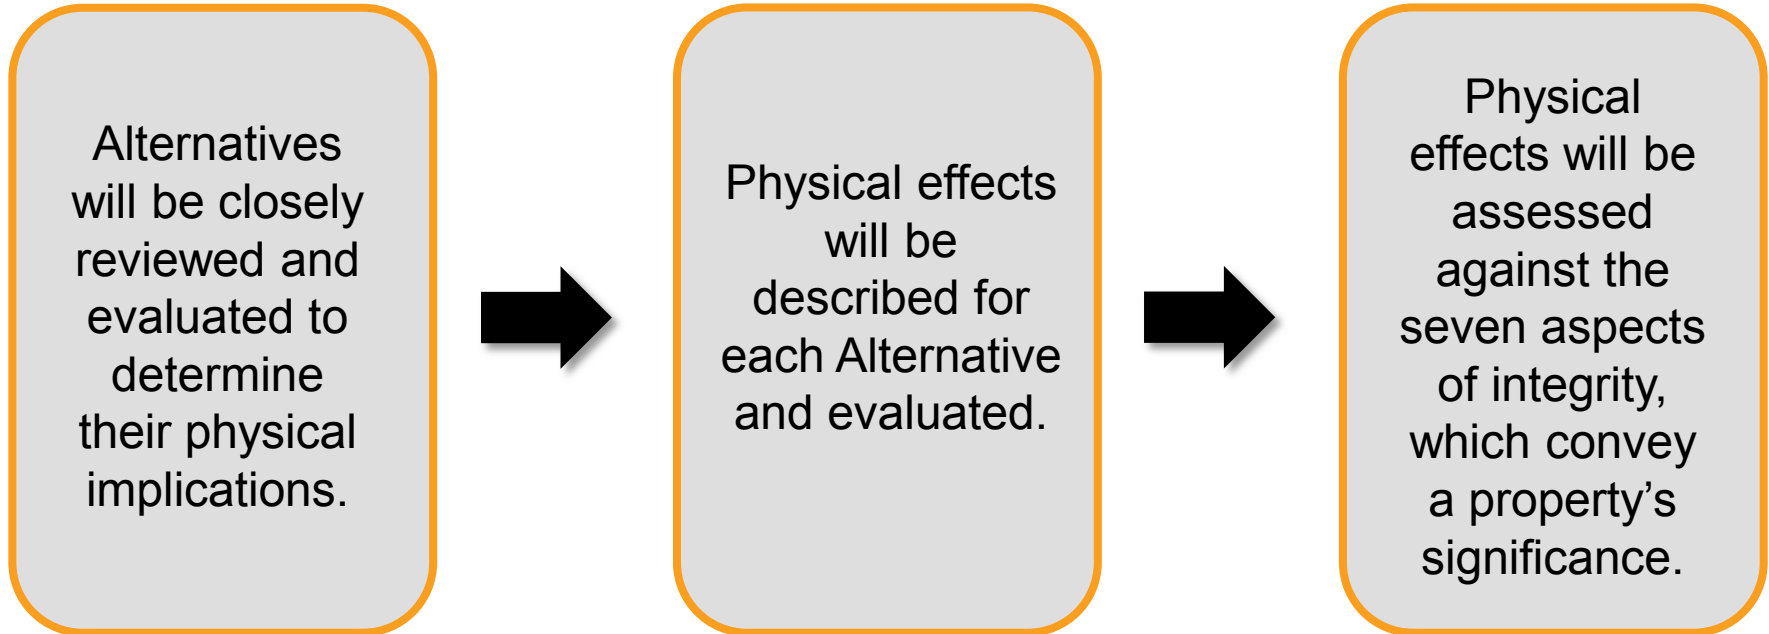 Alternatives
will be closely
reviewed and
evaluated to
determine
their physical
implications.
Physical effects
will be
described for
each Alternative
and evaluated.
Physical
effects will be
assessed
against the
seven aspects
of integrity,
which convey
a property’s
significance.